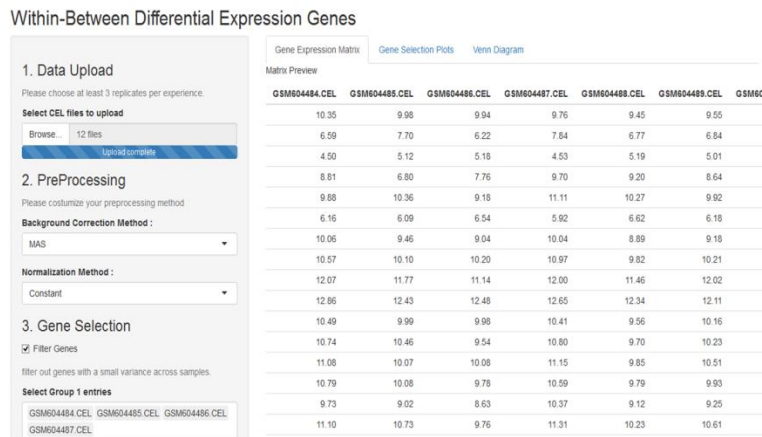 Within-Between Differential Expression Genes
1. Data Upload
Please choose at least 3 replicates per experience.
Select CEL files to upload
Browse... 12 files
Upload complete
2. PreProcessing
Please costumize your preprocessing method
Background Correction Method :
MAS
Normalization Method :
Constant
3. Gene Selection
Filter Genes
filter out genes with a small variance across samples.
Select Group 1 entries
GSM604484.CEL GSM604485.CEL GSM604486.CEL
GSM604487.CEL
Gene Expression Matrix Gene Selection Plots Venn Diagram
Matrix Preview
GSM604484.CEL GSM604485.CEL GSM604486.CEL GSM604487.CEL GSM604488.CEL GSM604489.CEL GSM60
10.35 9.98 9.94 9.76 9.45 9.55
6.59 7.70 6.22 7.84 6.77 6.84
4.50 5.12 5.18 4.53 5.19 5.01
8.81 6.80 7.76 9.70 9.20 8.64
9.88 10.36 9.18 11.11 10.27 9.92
6.16 6.09 6.54 5.92 6.62 6.18
10.06 9.46 9.04 10.04 8.89 9.18
10.57 10.10 10.20 10.97 9.82 10.21
12.07 11.77 11.14 12.00 11.46 12.02
12.86 12.43 12.48 12.65 12.34 12.11
10.49 9.99 9.98 10.41 9.56 10.16
10.74 10.46 9.54 10.80 9.70 10.23
11.08 10.07 10.08 11.15 9.85 10.51
10.79 10.08 9.78 10.59 9.79 9.93
9.73 9.02 8.63 10.37 9.12 9.25
11.10 10.73 9.76 11.31 10.23 10.61